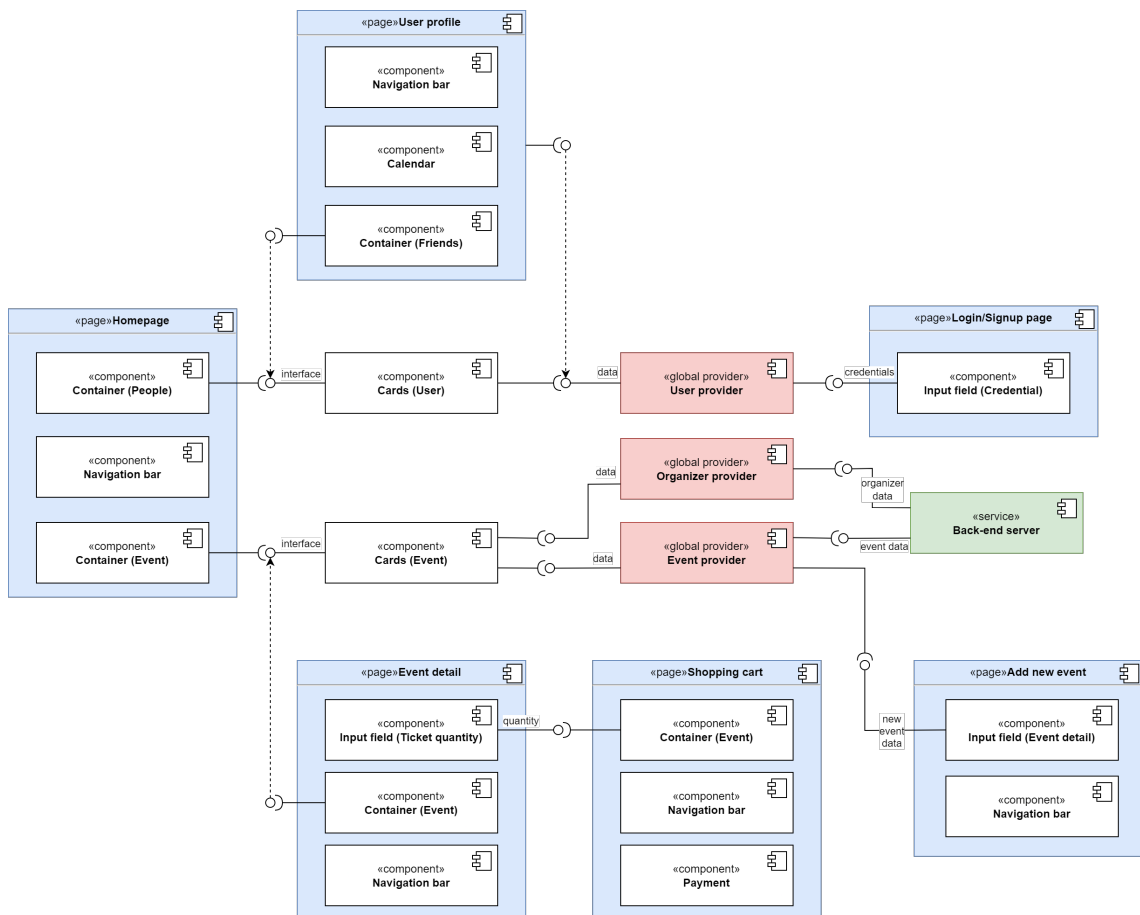 «page»User profile
«component»
Navigation bar
«component»
Calendar
«component»
Container (Friends)
«page»Homepage
«component»
Container (People)
«component»
Navigation bar
«component»
Container (Event)
interface
«component»
Cards (User)
data
«global provider»
User provider
credentials
«page»Login/Signup page
«component»
Input field (Credential)
data
«global provider»
Organizer provider
organizer
data
«service»
Back-end server
interface
«component»
Cards (Event)
data
«global provider»
Event provider
event data
«page»Event detail
«component»
Input field (Ticket quantity)
quantity
«component»
Container (Event)
«component»
Navigation bar
«page»Shopping cart
«component»
Container (Event)
«component»
Navigation bar
«component»
Payment
new
event
data
«page»Add new event
«component»
Input field (Event detail)
«component»
Navigation bar